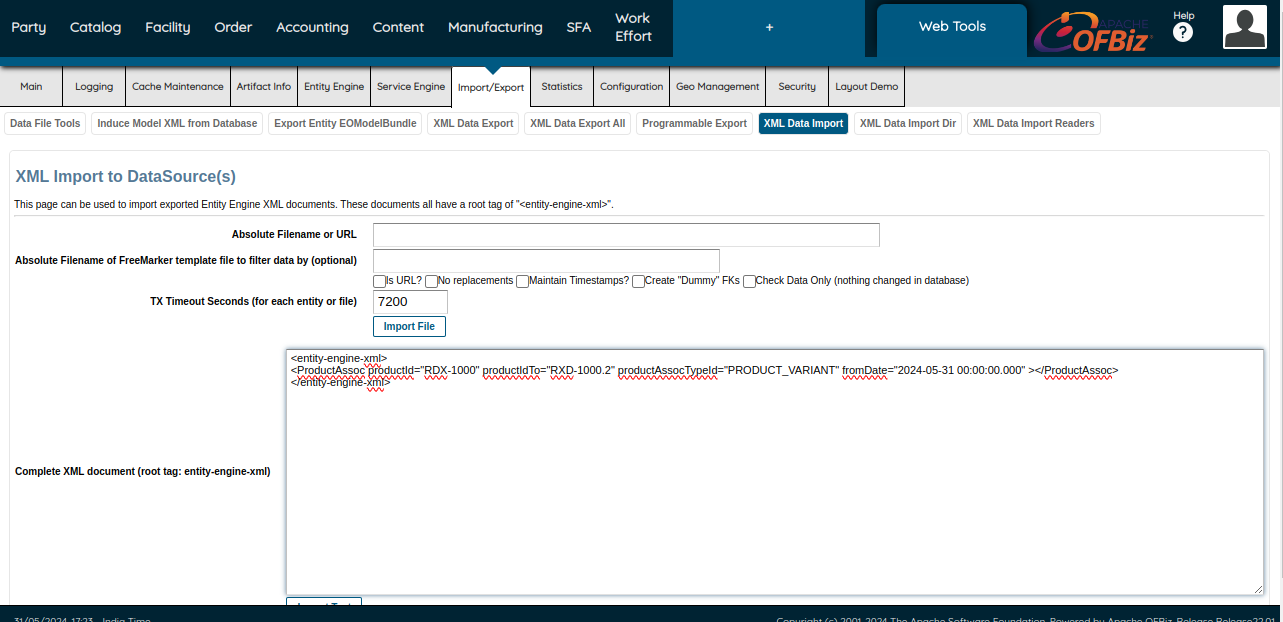 Party Catalog Facility Order Accounting Content Manufacturing SFA Work Effort + Web Tools APACHE OFBiz Help ?
Main Logging Cache Maintenance Artifact Info Entity Engine Service Engine Import/Export Statistics Configuration Geo Management Security Layout Demo
Data File Tools Induce Model XML from Database Export Entity EOModelBundle XML Data Export XML Data Export All Programmable Export XML Data Import XML Data Import Dir XML Data Import Readers
XML Import to DataSource(s)
This page can be used to import exported Entity Engine XML documents. These documents all have a root tag of "<entity-engine-xml>".
Absolute Filename or URL
Absolute Filename of FreeMarker template file to filter data by (optional)
Is URL? No replacements Maintain Timestamps? Create "Dummy" FKs Check Data Only (nothing changed in database)
TX Timeout Seconds (for each entity or file) 7200
Import File
<entity-engine-xml>
<ProductAssoc productId="RDX-1000" productIdTo="RXD-1000.2" productAssocTypeId="PRODUCT_VARIANT" fromDate="2024-05-31 00:00:00.000" ></ProductAssoc>
</entity-engine-xml>
Complete XML document (root tag: entity-engine-xml)
Import Text
31/05/2024, 17:23 - India Time Copyright (c) 2001-2024 The Apache Software Foundation. Powered by Apache OFBiz. Release Release22.01